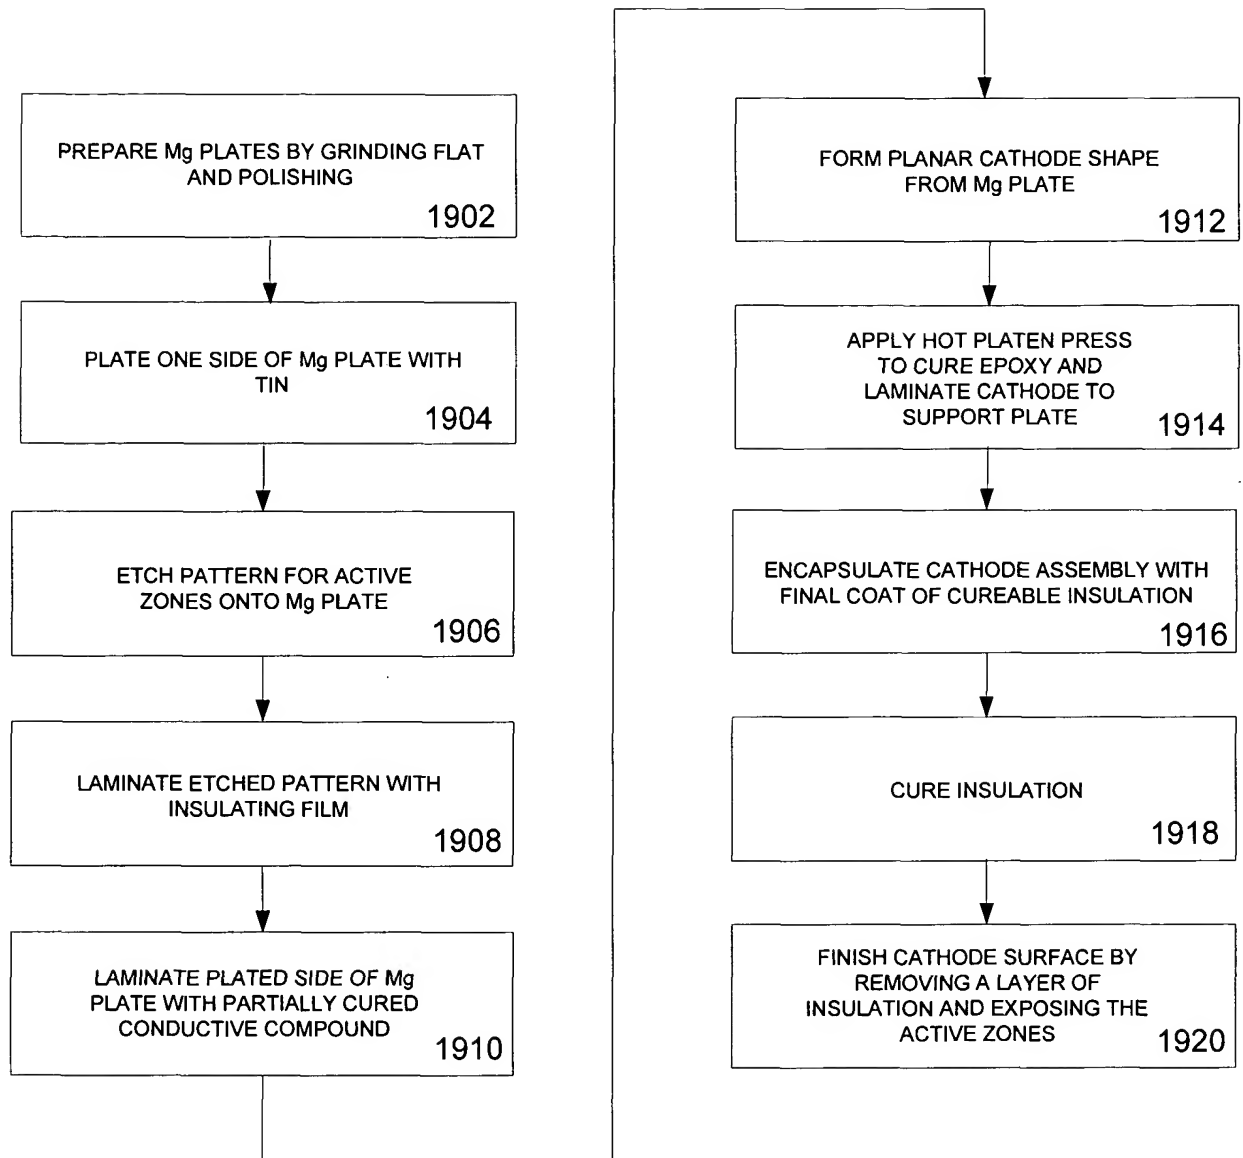 PREPARE Mg PLATES BY GRINDING FLAT
AND POLISHING
1902
PLATE ONE SIDE OF Mg PLATE WITH
TIN
1904
ETCH PATTERN FOR ACTIVE
ZONES ONTO Mg PLATE
1906
LAMINATE ETCHED PATTERN WITH
INSULATING FILM
1908
LAMINATE PLATED SIDE OF Mg
PLATE WITH PARTIALLY CURED
CONDUCTIVE COMPOUND
1910
FORM PLANAR CATHODE SHAPE
FROM Mg PLATE
1912
APPLY HOT PLATEN PRESS
TO CURE EPOXY AND
LAMINATE CATHODE TO
SUPPORT PLATE
1914
ENCAPSULATE CATHODE ASSEMBLY WITH
FINAL COAT OF CUREABLE INSULATION
1916
CURE INSULATION
1918
FINISH CATHODE SURFACE BY
REMOVING A LAYER OF
INSULATION AND EXPOSING THE
ACTIVE ZONES
1920